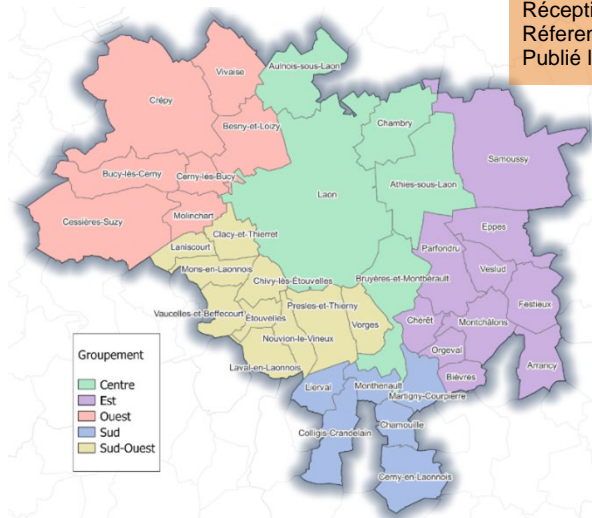 Récepti
Réferen
Publié l
Vivaise
Aulnois-sous-Laon
Crépy
Besny-et-Loizy
Chambry
Samoussy
Bucy-lès-Cerny
Cerny-lès-Bucy
Laon
Athies-sous-Laon
Cessières-Suzy
Molinchart
Clacy-et-Thierret
Eppes
Laniscourt
Parfondru
Mons-en-Laonnois
Veslud
Chivy-lès-Étouvelles
Bruyères-et-Montbérault
Vaucelles-et-Beffecourt
Étouvelles
Presles-et-Thierny
Festieux
Vorges
Chérêt
Montchâlons
Nouvion-le-Vineux
Orgeval
Laval-en-Laonnois
Bièvres
Arrancy
Lierval
Monthenault
Martigny-Courpierre
Colligis-Crandelain
Chamouille
Cerny-en-Laonnois
Groupement
Centre
Est
Ouest
Sud
Sud-Ouest